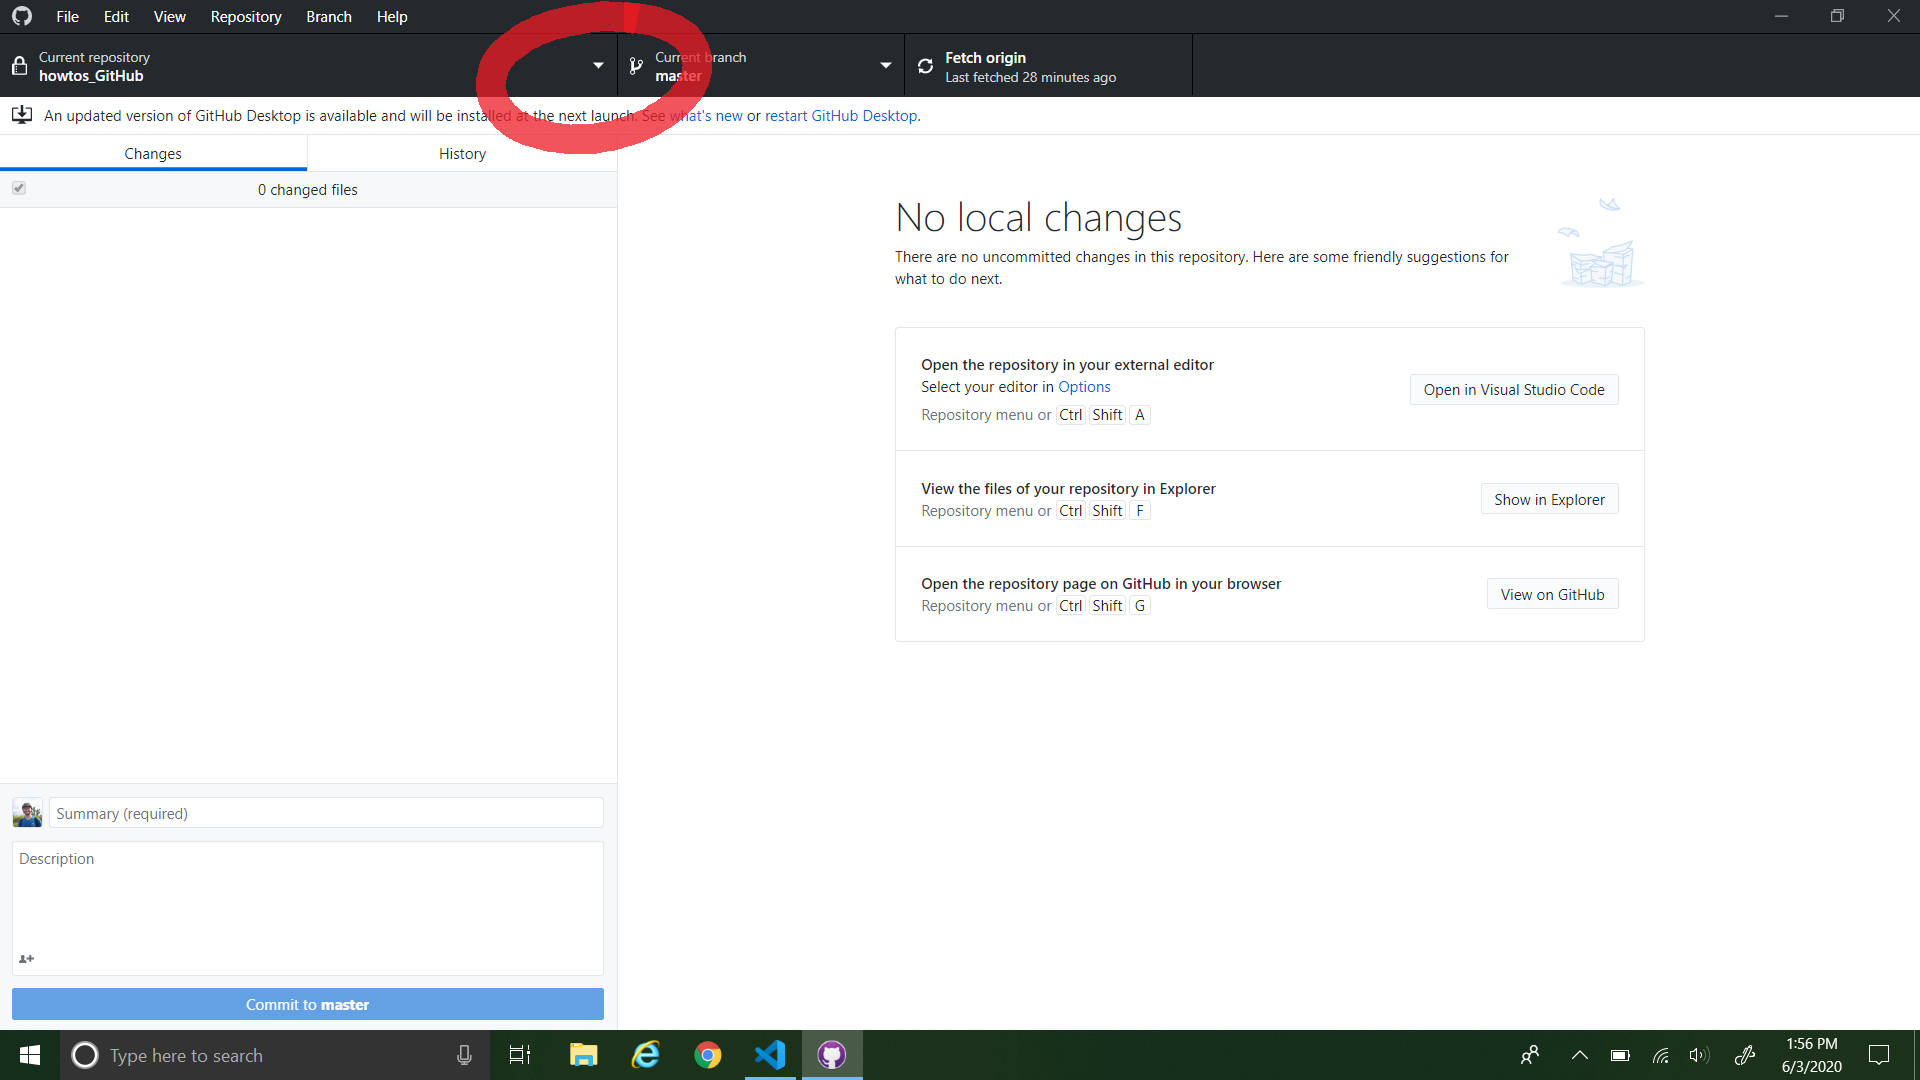 File Edit View Repository Branch Help
Current repository
howtos_GitHub
Current branch
master
Fetch origin
Last fetched 28 minutes ago
An updated version of GitHub Desktop is available and will be installed at the next launch. See what's new or restart GitHub Desktop.
Changes
History
0 changed files
No local changes
There are no uncommitted changes in this repository. Here are some friendly suggestions for
what to do next.
Open the repository in your external editor
Select your editor in Options
Repository menu or Ctrl Shift A
Open in Visual Studio Code
View the files of your repository in Explorer
Repository menu or Ctrl Shift F
Show in Explorer
Open the repository page on GitHub in your browser
Repository menu or Ctrl Shift G
View on GitHub
Summary (required)
Description
Commit to master
Type here to search
1:56 PM
6/3/2020